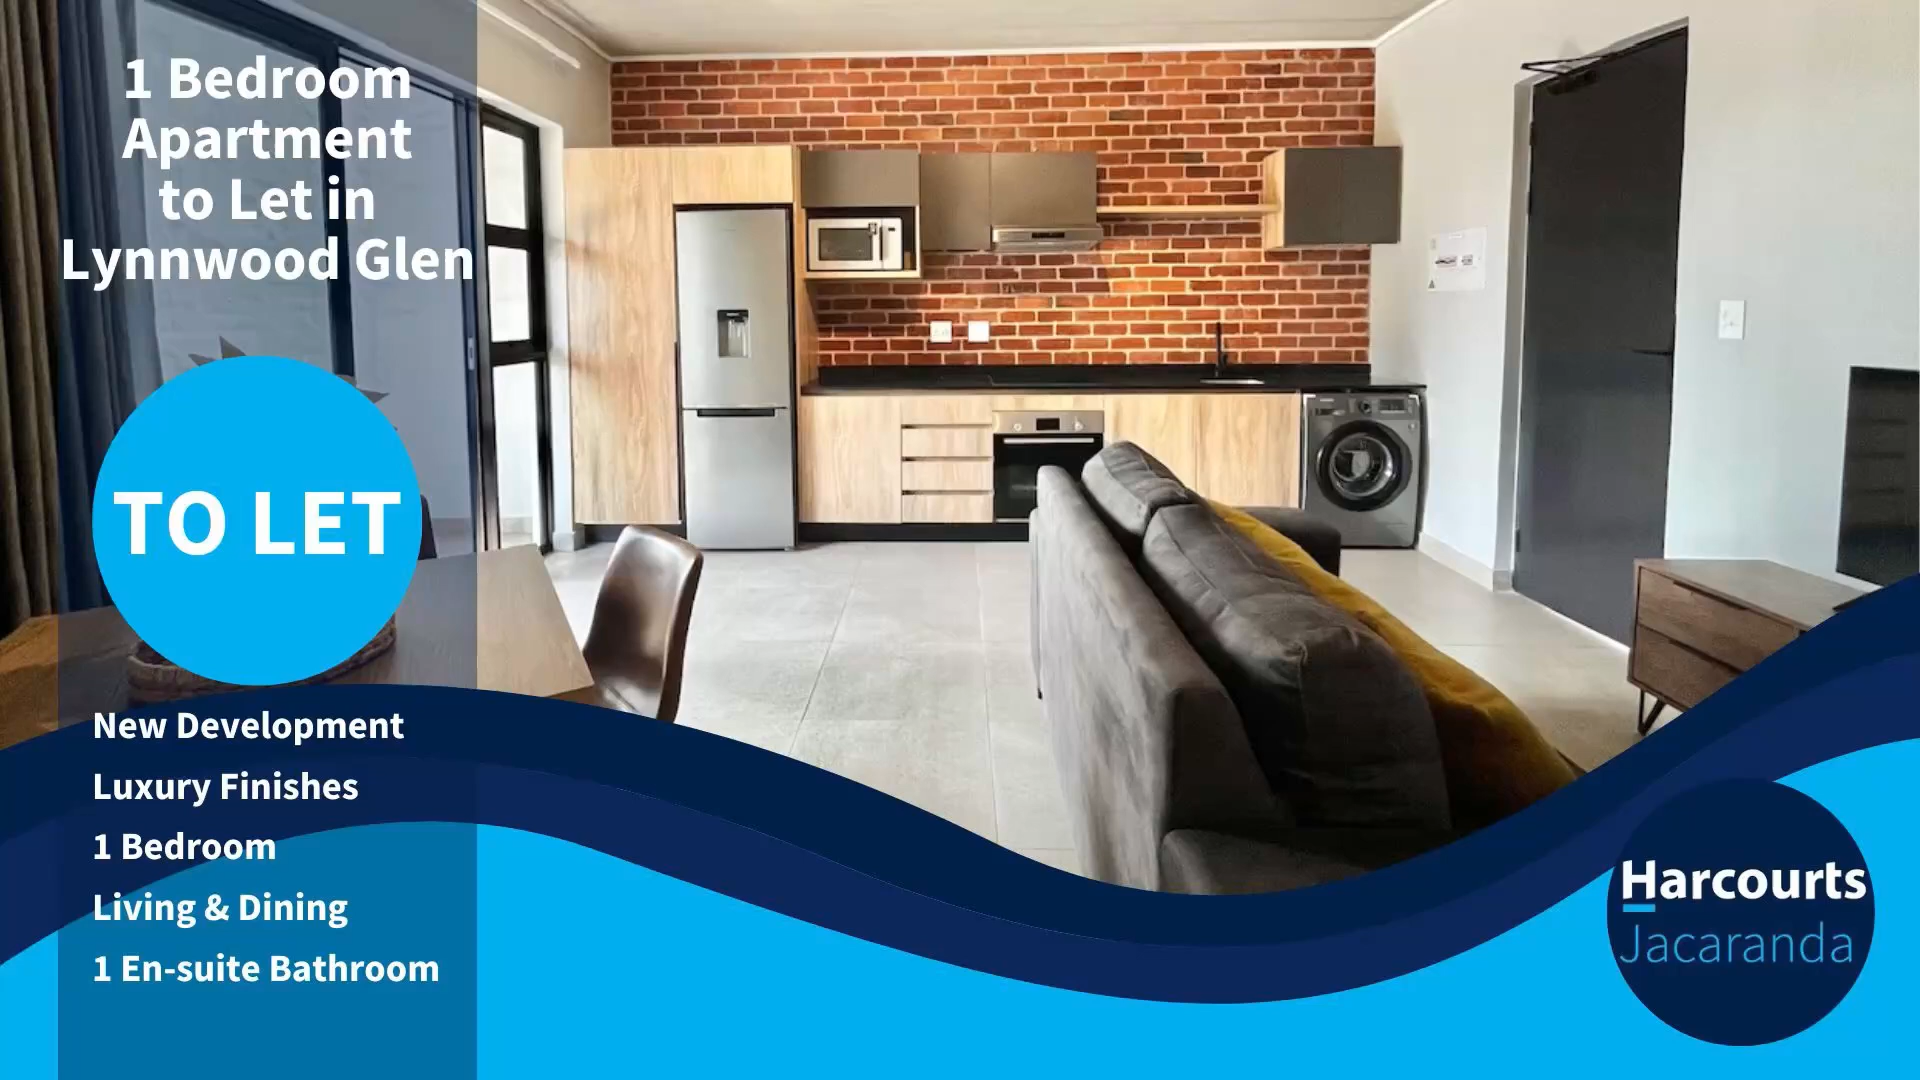 1 Bedroom
Apartment
to Let in
Lynnwood Glen
TO LET
New Development
Luxury Finishes
1 Bedroom
Living & Dining
1 En-suite Bathroom
Harcourts
Jacaranda